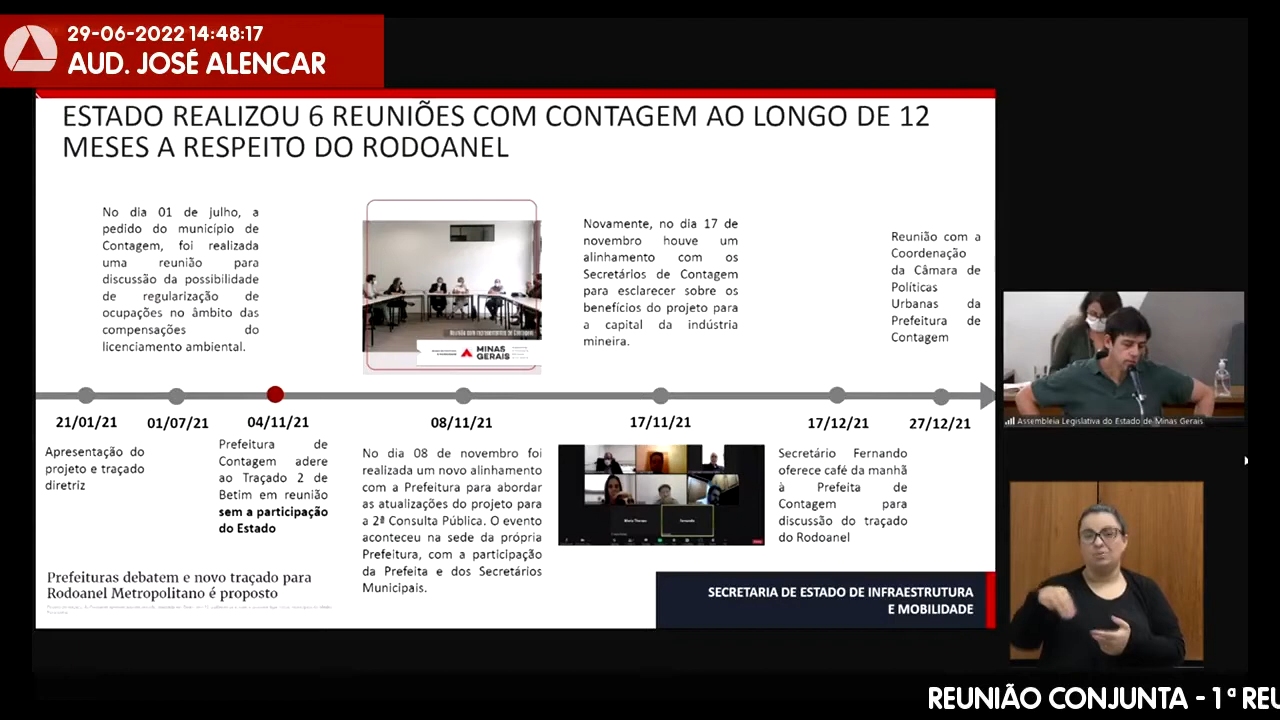 29-06-2022 14:48:17
AUD. JOSÉ ALENCAR
ESTADO REALIZOU 6 REUNIÕES COM CONTAGEM AO LONGO DE 12
MESES A RESPEITO DO RODOANEL
No dia 01 de julho, a
pedido do município de
Contagem, foi realizada
uma reunião para
discussão da possibilidade
de regularização de
ocupações no âmbito das
compensações do
licenciamento ambiental.
Reunião com representantes de Contagem
MINAS
GERAIS
Novamente, no dia 17 de
novembro houve um
alinhamento com os
Secretários de Contagem
para esclarecer sobre os
benefícios do projeto para
a capital da indústria
mineira.
Reunião com a
Coordenação
da Câmara de
Políticas
Urbanas da
Prefeitura de
Contagem
21/01/21
01/07/21
04/11/21
08/11/21
17/11/21
17/12/21
27/12/21
Apresentação do
projeto e traçado
diretriz
Prefeitura de
Contagem adere
ao Traçado 2 de
Betim em reunião
sem a participação
do Estado
No dia 08 de novembro foi
realizada um novo alinhamento
com a Prefeitura para abordar
as atualizações do projeto para
a 2ª Consulta Pública. O evento
aconteceu na sede da própria
Prefeitura, com a participação
da Prefeita e dos Secretários
Municipais.
Secretário Fernando
oferece café da manhã
à Prefeita de
Contagem para
discussão do traçado
do Rodoanel
Prefeituras debatem e novo traçado para
Rodoanel Metropolitano é proposto
SECRETARIA DE ESTADO DE INFRAESTRUTURA
E MOBILIDADE
Assembleia Legislativa do Estado de Minas Gerais
REUNIÃO CONJUNTA - 1ª REU